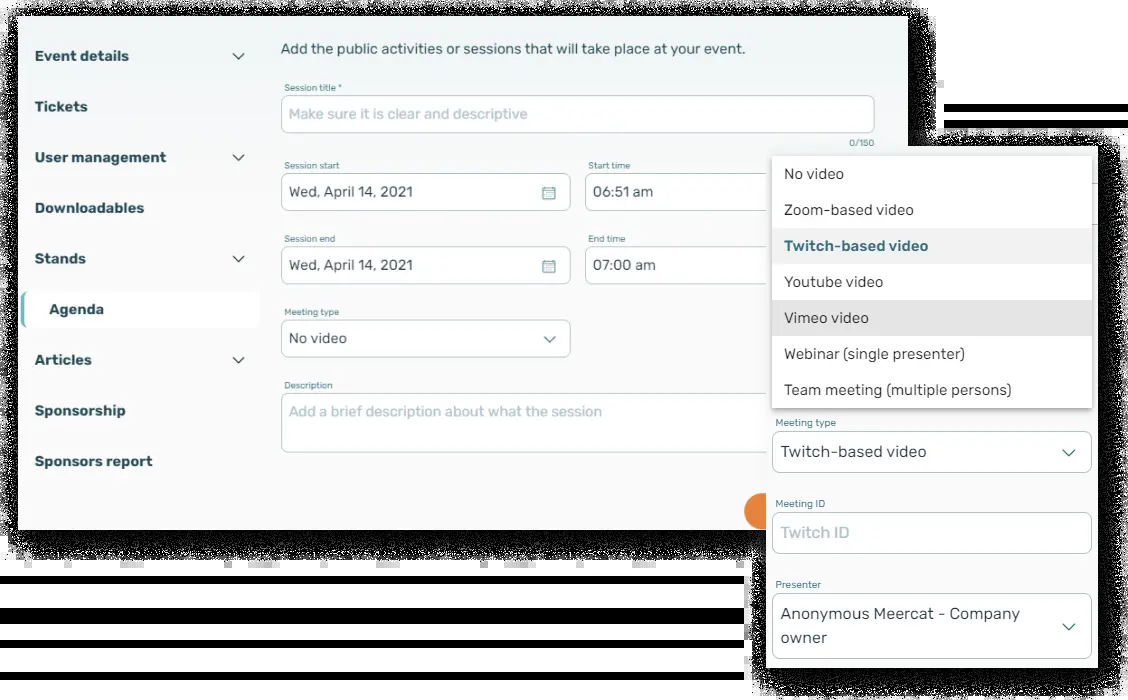 Event details
Tickets
User management
Downloadables
Stands
Agenda
Articles
Sponsorship
Sponsors report
Add the public activities or sessions that will take place at your event.
Session title *
Make sure it is clear and descriptive
0/150
Session start
Start time
Wed, April 14, 2021
06:51 am
Session end
End time
Wed, April 14, 2021
07:00 am
Meeting type
No video
Description
Add a brief description about what the session
No video
Zoom-based video
Twitch-based video
Youtube video
Vimeo video
Webinar (single presenter)
Team meeting (multiple persons)
Meeting type
Twitch-based video
Meeting ID
Twitch ID
Presenter
Anonymous Meercat - Company
owner